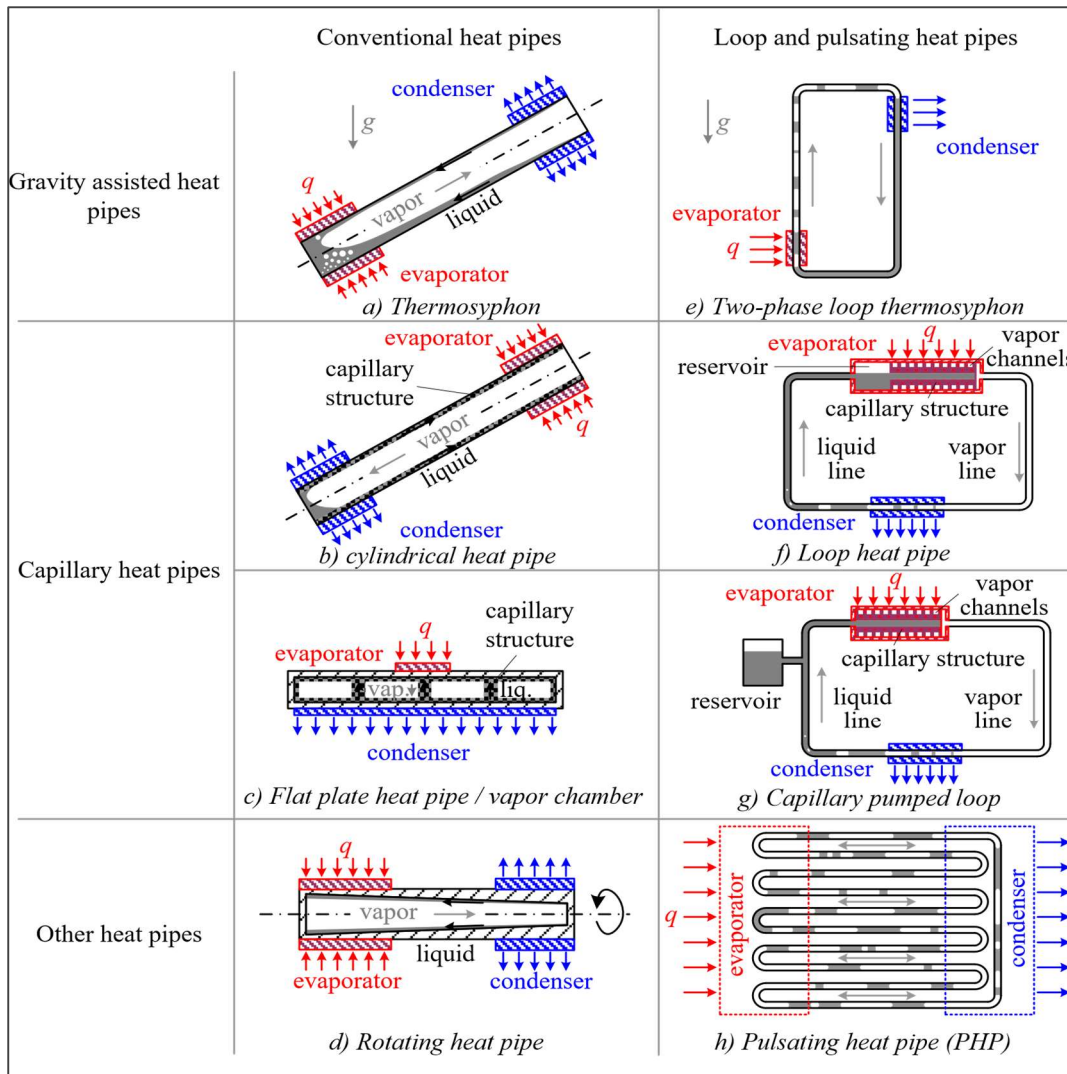 Conventional heat pipes
Loop and pulsating heat pipes
Gravity assisted heat
pipes
condenser
g
q
vapor
liquid
evaporator
a) Thermosyphon
g
condenser
evaporator
q
e) Two-phase loop thermosyphon
Capillary heat pipes
evaporator
q
capillary
structure
vapor
liquid
condenser
b) cylindrical heat pipe
evaporator
q
vapor
channels
reservoir
capillary structure
liquid
line
vapor
line
condenser
f) Loop heat pipe
capillary
structure
q
evaporator
vap.
liq.
condenser
c) Flat plate heat pipe / vapor chamber
evaporator
q
vapor
channels
capillary structure
reservoir
liquid
line
vapor
line
condenser
g) Capillary pumped loop
Other heat pipes
q
vapor
liquid
evaporator
condenser
d) Rotating heat pipe
q
evaporator
condenser
h) Pulsating heat pipe (PHP)